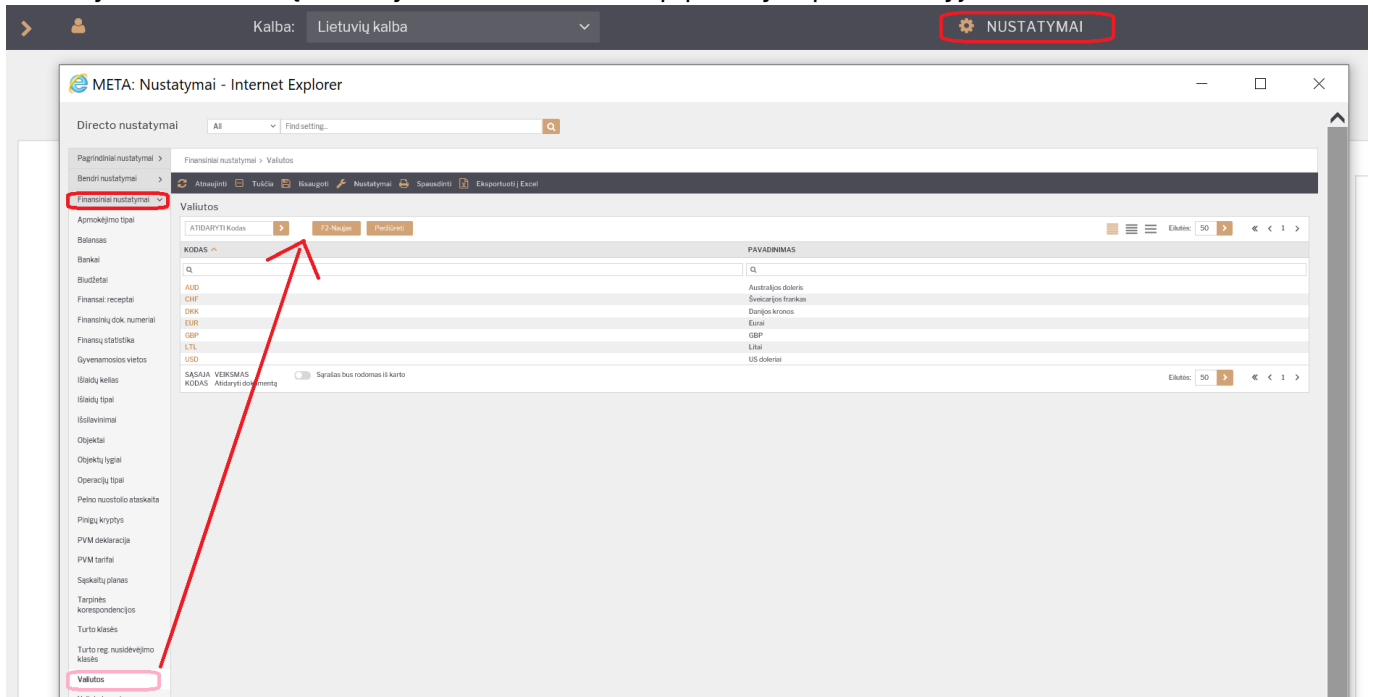 Kalba: Lietuvių kalba NUSTATYMAI
META: Nustatymai - Internet Explorer
Directo nustatymai All Find setting...
Pagrindiniai nustatymai >
Finansiniai nustatymai > Valiutos
Bendri nustatymai >
Atnaujinti Tuščia Išsaugoti Nustatymai Spausdinti Eksportuoti į Excel
Finansiniai nustatymai
Valiutos
Apmokėjimo tipai
ATIDARYTI Kodas F2-Naujas Peržiūrėti Eilutės: 50 1
Balansas
KODAS PAVADINIMAS
Bankai
Biudžetai
AUD Australijos doleris
CHF Šveicarijos frankas
Finansai: receptai
DKK Danijos kronos
EUR Eurai
Finansinių dok. numeriai
GBP GBP
LTL Litai
Finansų statistika
USD US doleriai
Gyvenamosios vietos
SĄSAJA VEIKSMAS Sąrašas bus rodomas iš karto Eilutės: 50 1
KODAS Atidaryti dokumentą
Išlaidų kelias
Išlaidų tipai
Išsilavinimai
Objektai
Objektų lygiai
Operacijų tipai
Pelno nuostolio ataskaita
Pinigų kryptys
PVM deklaracija
PVM tarifai
Sąskaitų planas
Tarpinės
korespondencijos
Turto klasės
Turto reg. nusidėvėjimo
klasės
Valiutos